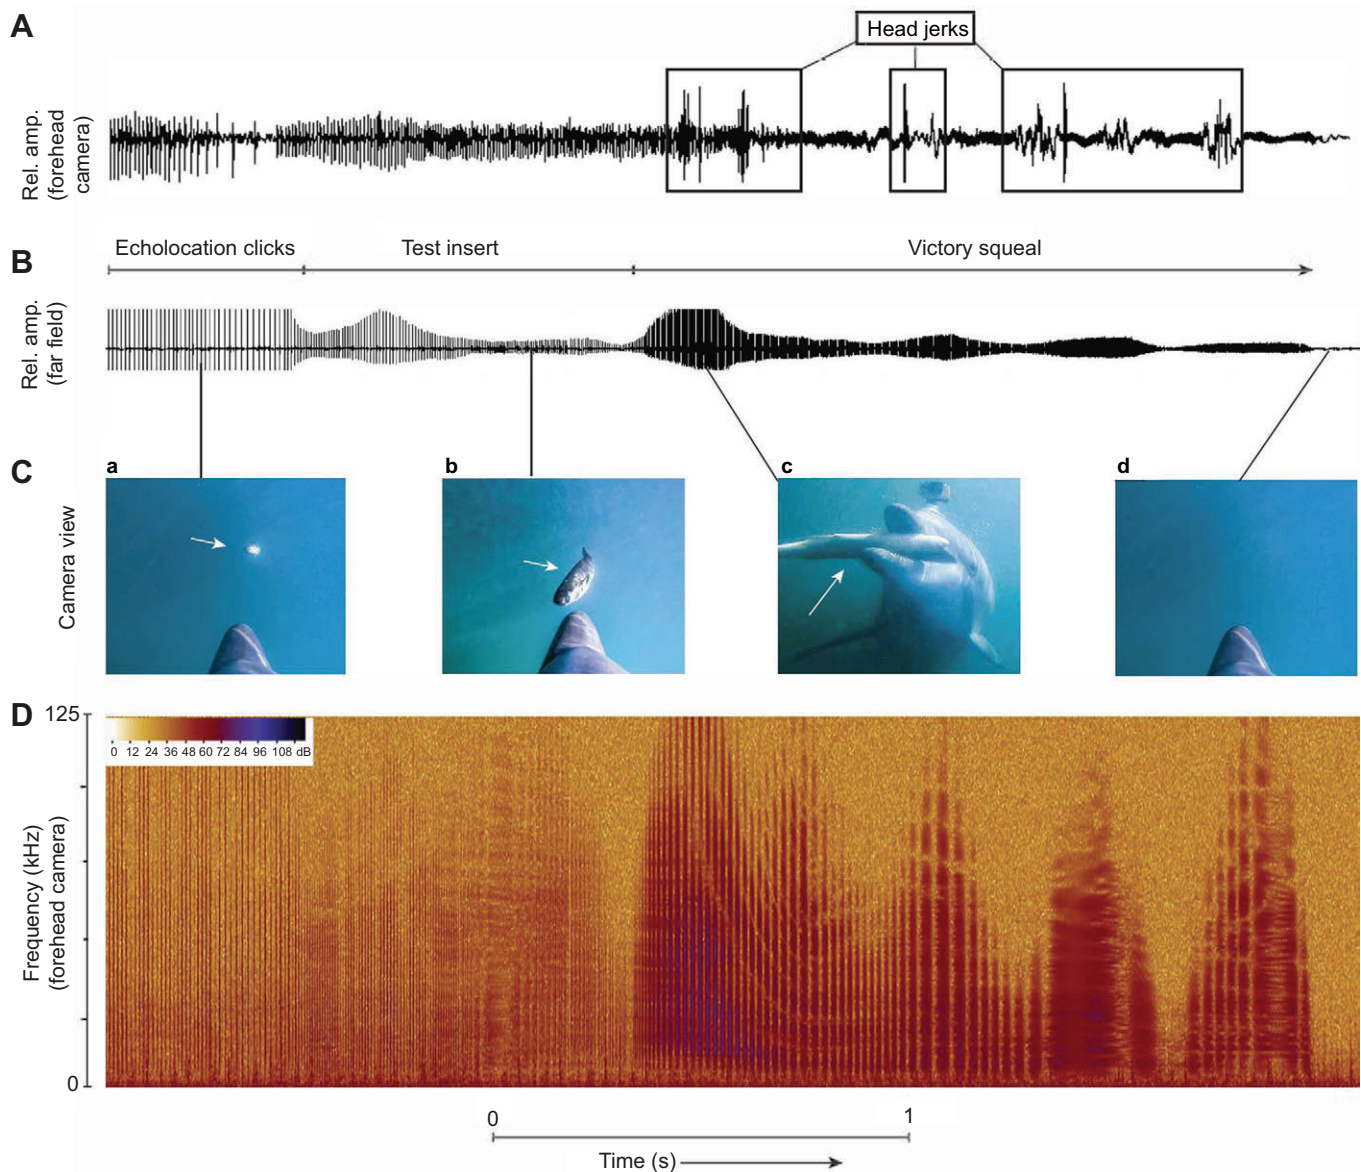 A
Head jerks
Rel. amp.
(forehead
camera)
B
Echolocation clicks
Test insert
Victory squeal
Rel. amp.
(far field)
C
a
b
c
d
Camera view
D
125
0 12 24 36 48 60 72 84 96 108 dB
Frequency (kHz)
(forehead camera)
0
0
1
Time (s)